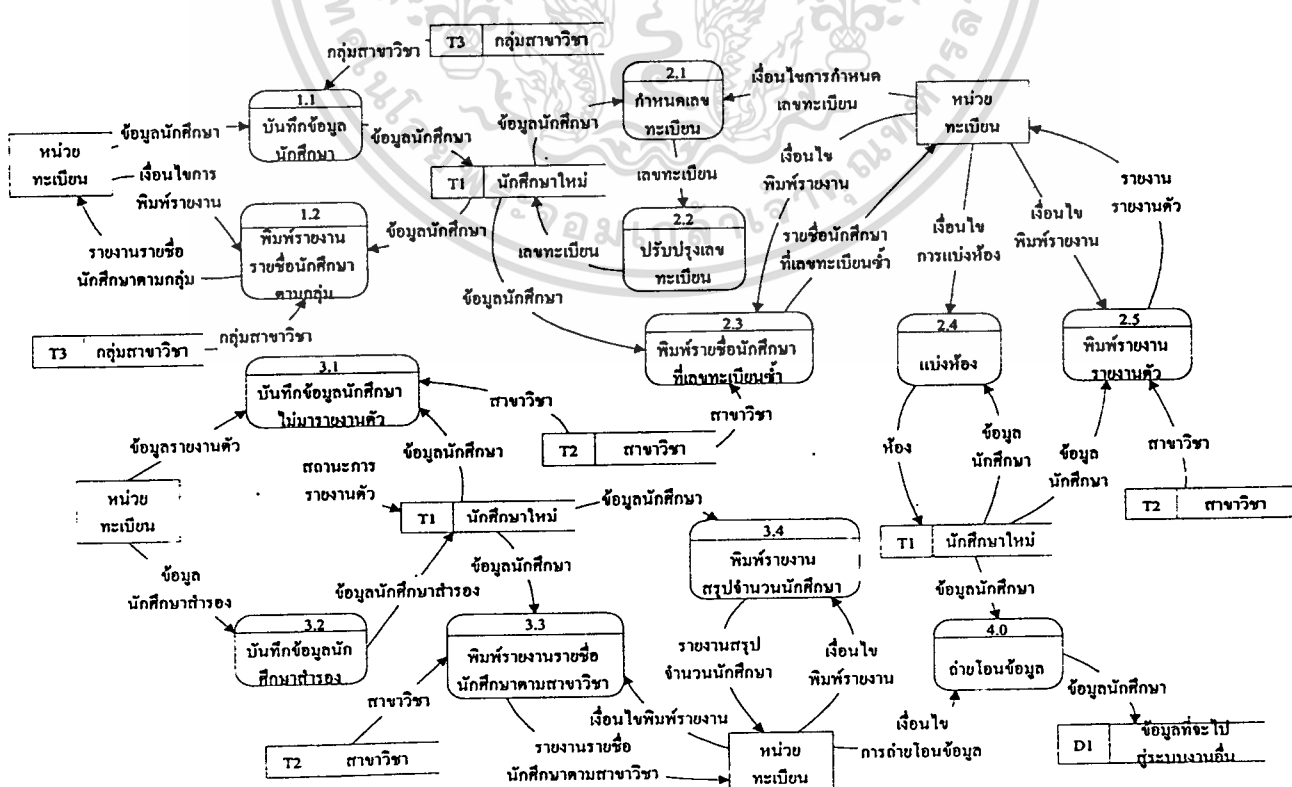 T3 กลุ่มสาขาวิชา
กลุ่มสาขาวิชา
1.1
บันทึกข้อมูล
นักศึกษา
ข้อมูลนักศึกษา
หน่วย
ทะเบียน
เงื่อนไขการ
พิมพ์รายงาน
รายงานรายชื่อ
นักศึกษาตามกลุ่ม
1.2
พิมพ์รายงาน
รายชื่อนักศึกษา
ตามกลุ่ม
ข้อมูลนักศึกษา
ข้อมูลนักศึกษา
T3 กลุ่มสาขาวิชา
กลุ่มสาขาวิชา
T1 นักศึกษาใหม่
ข้อมูลนักศึกษา
2.1
กำหนดเลข
ทะเบียน
เงื่อนไขการกำหนด
เลขทะเบียน
หน่วย
ทะเบียน
เลขทะเบียน
2.2
ปรับปรุงเลข
ทะเบียน
เลขทะเบียน
ข้อมูลนักศึกษา
เงื่อนไข
พิมพ์รายงาน
รายชื่อนักศึกษา
ที่เลขทะเบียนซ้ำ
2.3
พิมพ์รายชื่อนักศึกษา
ที่เลขทะเบียนซ้ำ
เงื่อนไข
การแบ่งห้อง
เงื่อนไข
พิมพ์รายงาน
รายงาน
รายงานตัว
2.4
แบ่งห้อง
2.5
พิมพ์รายงาน
รายงานตัว
สาขาวิชา
สาขาวิชา
T2 สาขาวิชา
ห้อง
ข้อมูล
นักศึกษา
ข้อมูล
นักศึกษา
สาขาวิชา
T2 สาขาวิชา
T1 นักศึกษาใหม่
3.1
บันทึกข้อมูลนักศึกษา
ไม่มารายงานตัว
ข้อมูลรายงานตัว
หน่วย
ทะเบียน
สถานะการ
รายงานตัว
ข้อมูลนักศึกษา
T1 นักศึกษาใหม่
ข้อมูลนักศึกษา
ข้อมูล
นักศึกษาสำรอง
ข้อมูลนักศึกษาสำรอง
ข้อมูลนักศึกษา
3.2
บันทึกข้อมูลนัก
ศึกษาสำรอง
3.3
พิมพ์รายงานรายชื่อ
นักศึกษาตามสาขาวิชา
3.4
พิมพ์รายงาน
สรุปจำนวนนักศึกษา
สาขาวิชา
T2 สาขาวิชา
รายงานสรุป
จำนวนนักศึกษา
เงื่อนไข
พิมพ์รายงาน
เงื่อนไขพิมพ์รายงาน
รายงานรายชื่อ
นักศึกษาตามสาขาวิชา
หน่วย
ทะเบียน
เงื่อนไข
การถ่ายโอนข้อมูล
ข้อมูลนักศึกษา
4.0
ถ่ายโอนข้อมูล
ข้อมูลนักศึกษา
D1 ข้อมูลที่จะไป
สู่ระบบงานอื่น